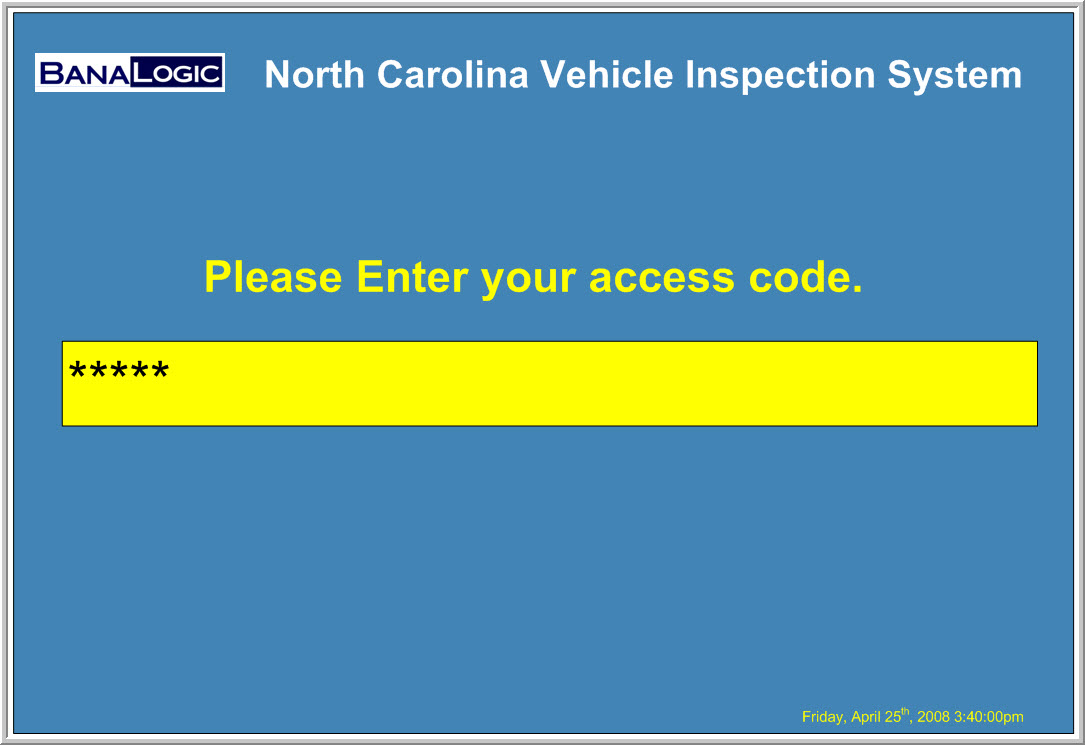 BANALOGIC North Carolina Vehicle Inspection System
Please Enter your access code.
*****
Friday, April 25th, 2008 3:40:00pm